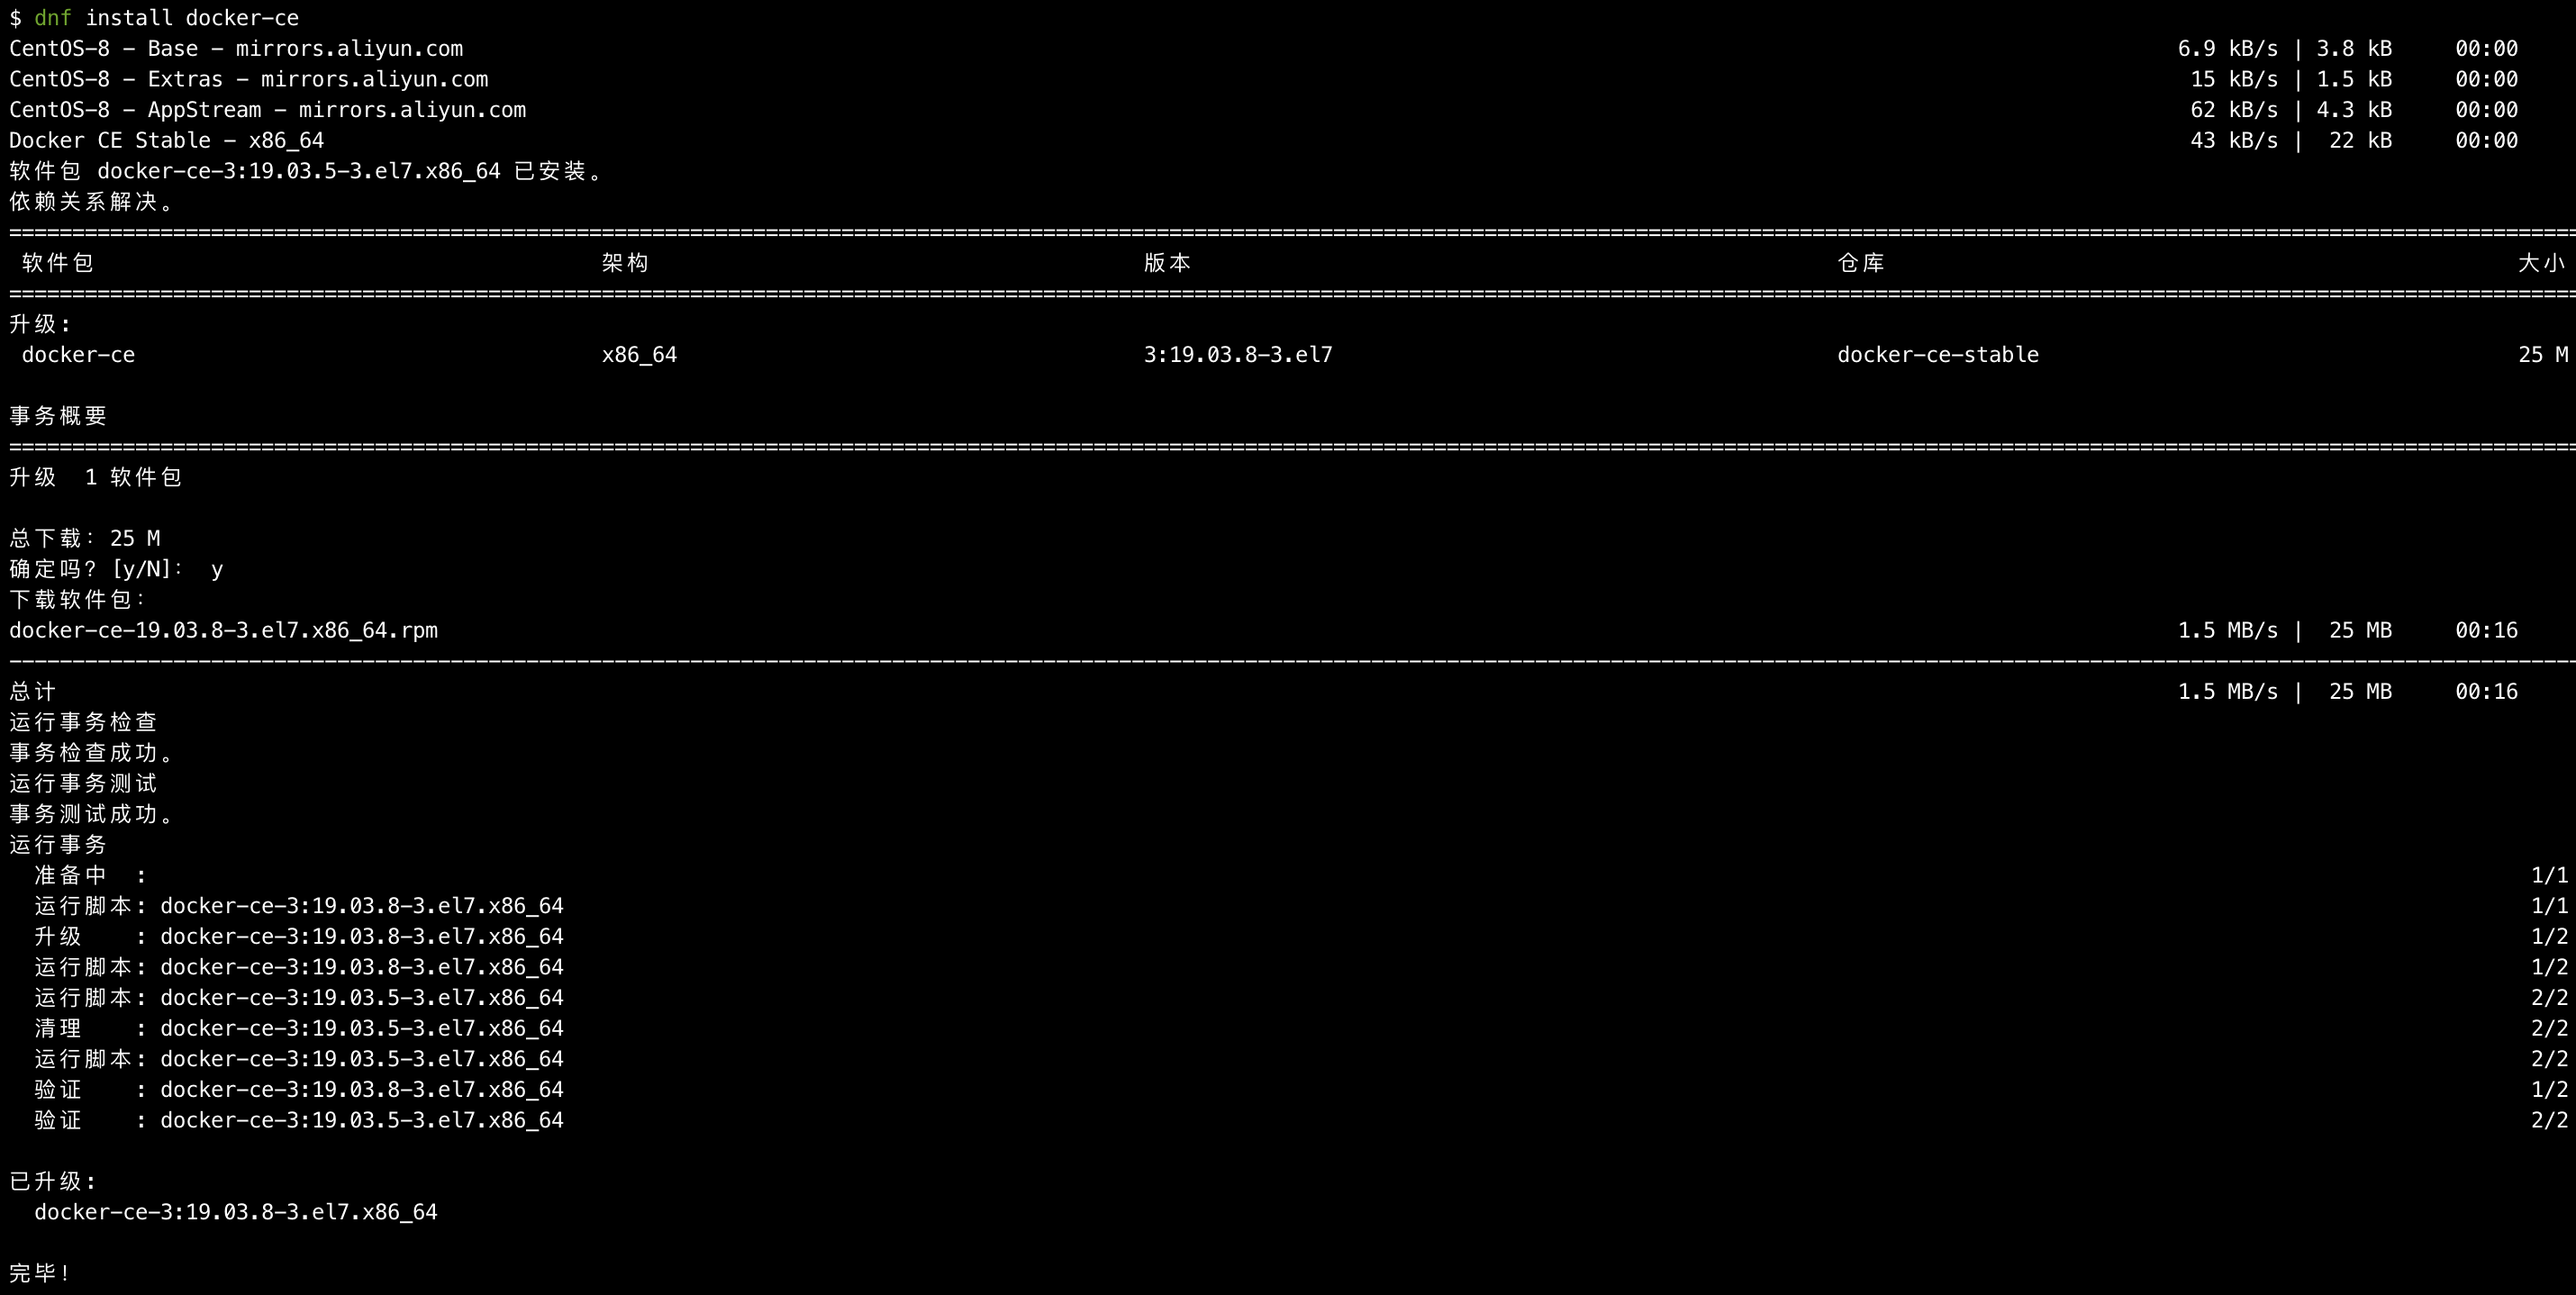 $ dnf install docker-ce
CentOS-8 - Base - mirrors.aliyun.com 6.9 kB/s | 3.8 kB 00:00
CentOS-8 - Extras - mirrors.aliyun.com 15 kB/s | 1.5 kB 00:00
CentOS-8 - AppStream - mirrors.aliyun.com 62 kB/s | 4.3 kB 00:00
Docker CE Stable - x86_64 43 kB/s | 22 kB 00:00
软件包 docker-ce-3:19.03.5-3.el7.x86_64 已安装。
依赖关系解决。
软件包 架构 版本 仓库 大小
升级:
docker-ce x86_64 3:19.03.8-3.el7 docker-ce-stable 25 M
事务概要
升级 1 软件包
总下载：25 M
确定吗？[y/N]： y
下载软件包：
docker-ce-19.03.8-3.el7.x86_64.rpm 1.5 MB/s | 25 MB 00:16
总计 1.5 MB/s | 25 MB 00:16
运行事务检查
事务检查成功。
运行事务测试
事务测试成功。
运行事务
准备中 : 1/1
运行脚本: docker-ce-3:19.03.8-3.el7.x86_64 1/1
升级 : docker-ce-3:19.03.8-3.el7.x86_64 1/2
运行脚本: docker-ce-3:19.03.8-3.el7.x86_64 1/2
运行脚本: docker-ce-3:19.03.5-3.el7.x86_64 2/2
清理 : docker-ce-3:19.03.5-3.el7.x86_64 2/2
运行脚本: docker-ce-3:19.03.5-3.el7.x86_64 2/2
验证 : docker-ce-3:19.03.8-3.el7.x86_64 1/2
验证 : docker-ce-3:19.03.5-3.el7.x86_64 2/2
已升级:
docker-ce-3:19.03.8-3.el7.x86_64
完毕！